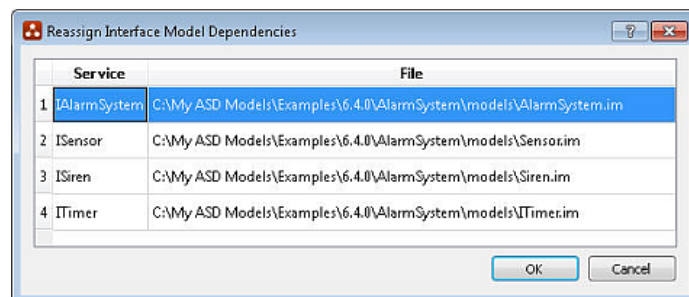 Reassign Interface Model Dependencies
Service File
1 IAlarmSystem C:\My ASD Models\Examples\6.4.0\AlarmSystem\models\AlarmSystem.im
2 ISensor C:\My ASD Models\Examples\6.4.0\AlarmSystem\models\Sensor.im
3 ISiren C:\My ASD Models\Examples\6.4.0\AlarmSystem\models\Siren.im
4 ITimer C:\My ASD Models\Examples\6.4.0\AlarmSystem\models\ITimer.im
OK Cancel